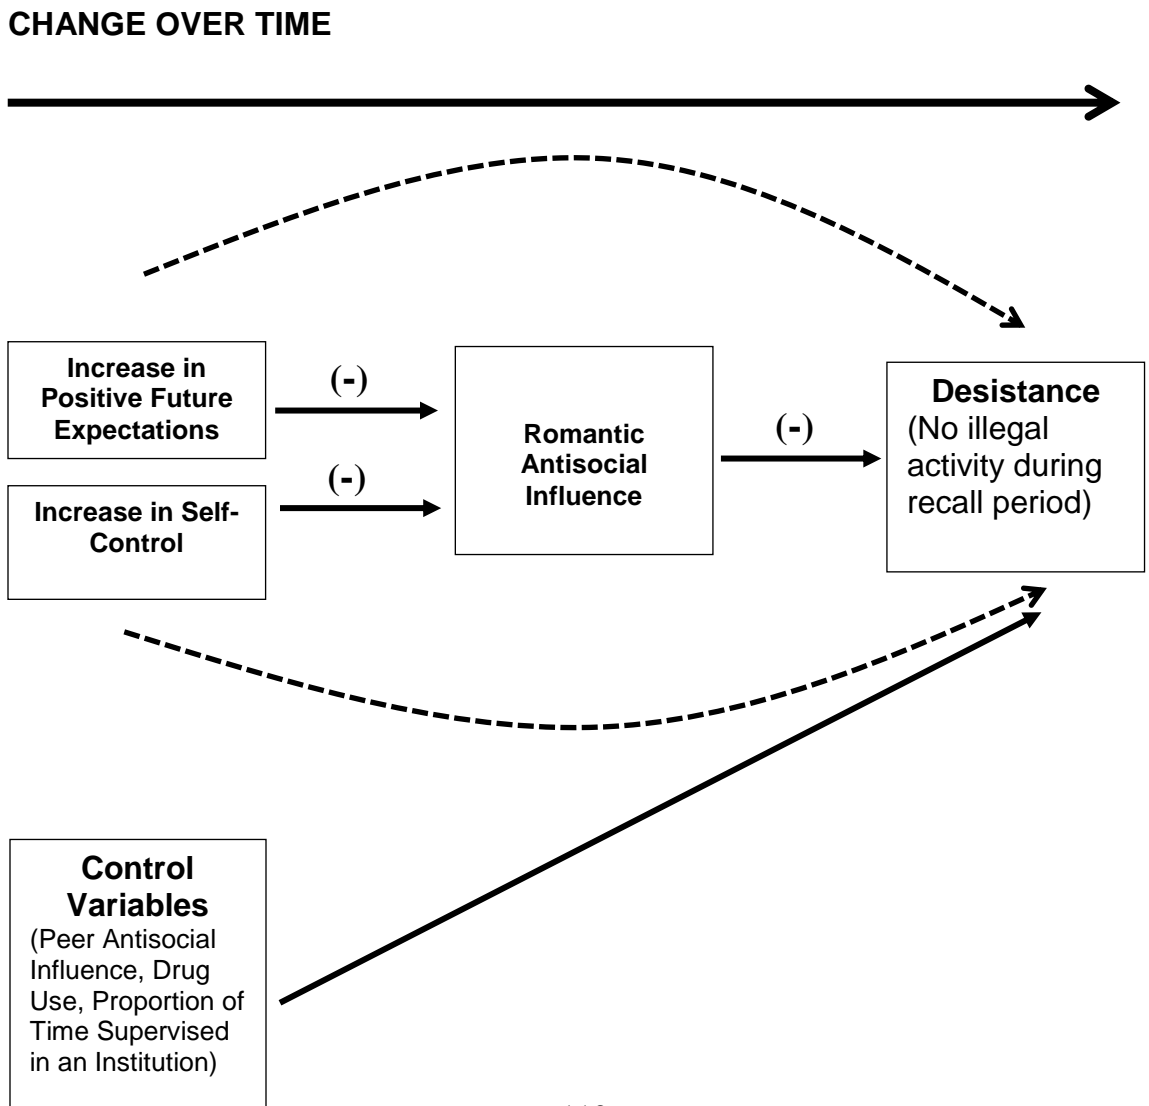 CHANGE OVER TIME
Increase in
Positive Future
Expectations
(-)
Increase in Self-
Control
(-)
Romantic
Antisocial
Influence
(-)
Desistance
(No illegal
activity during
recall period)
Control
Variables
(Peer Antisocial
Influence, Drug
Use, Proportion of
Time Supervised
in an Institution)